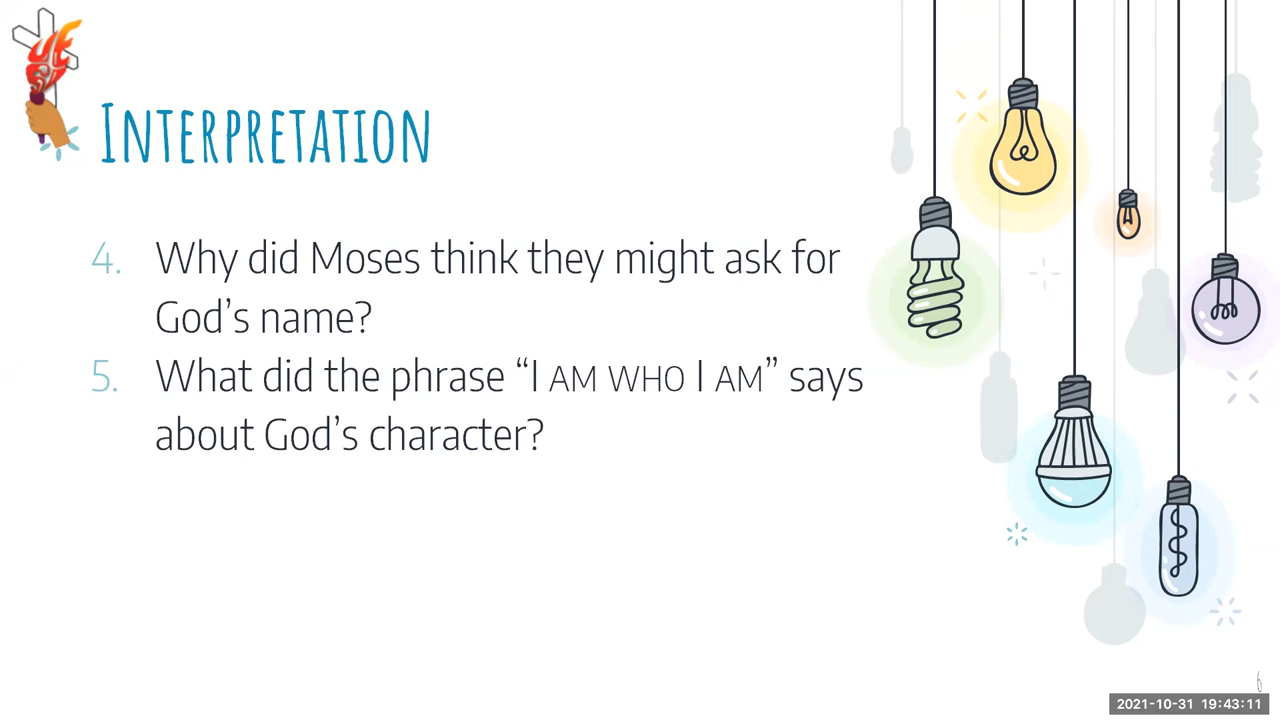 Interpretation
4. Why did Moses think they might ask for
God’s name?
5. What did the phrase “I AM WHO I AM” says
about God’s character?
6
2021-10-31 19:43:11